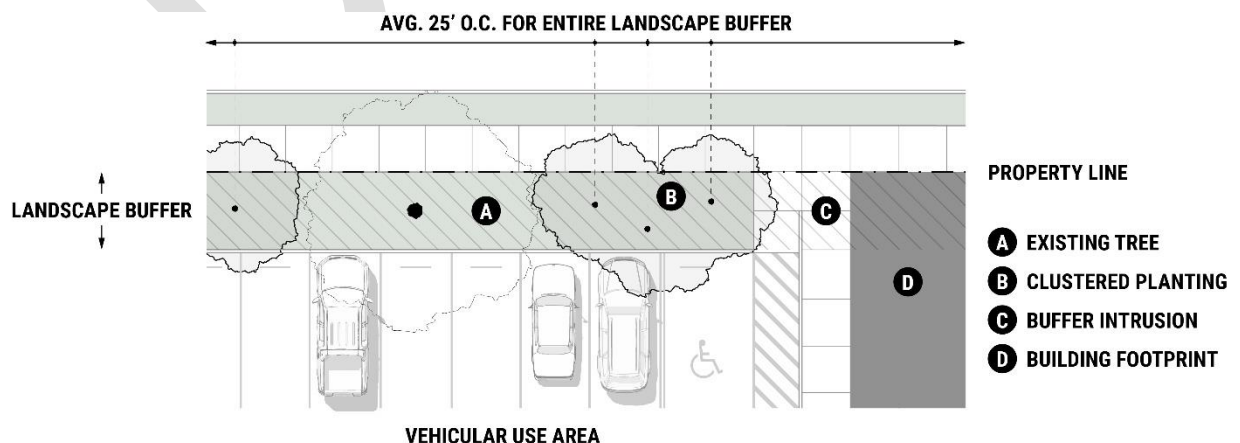 AVG. 25’ O.C. FOR ENTIRE LANDSCAPE BUFFER
LANDSCAPE BUFFER
A
B
C
D
VEHICULAR USE AREA
PROPERTY LINE
A EXISTING TREE
B CLUSTERED PLANTING
C BUFFER INTRUSION
D BUILDING FOOTPRINT